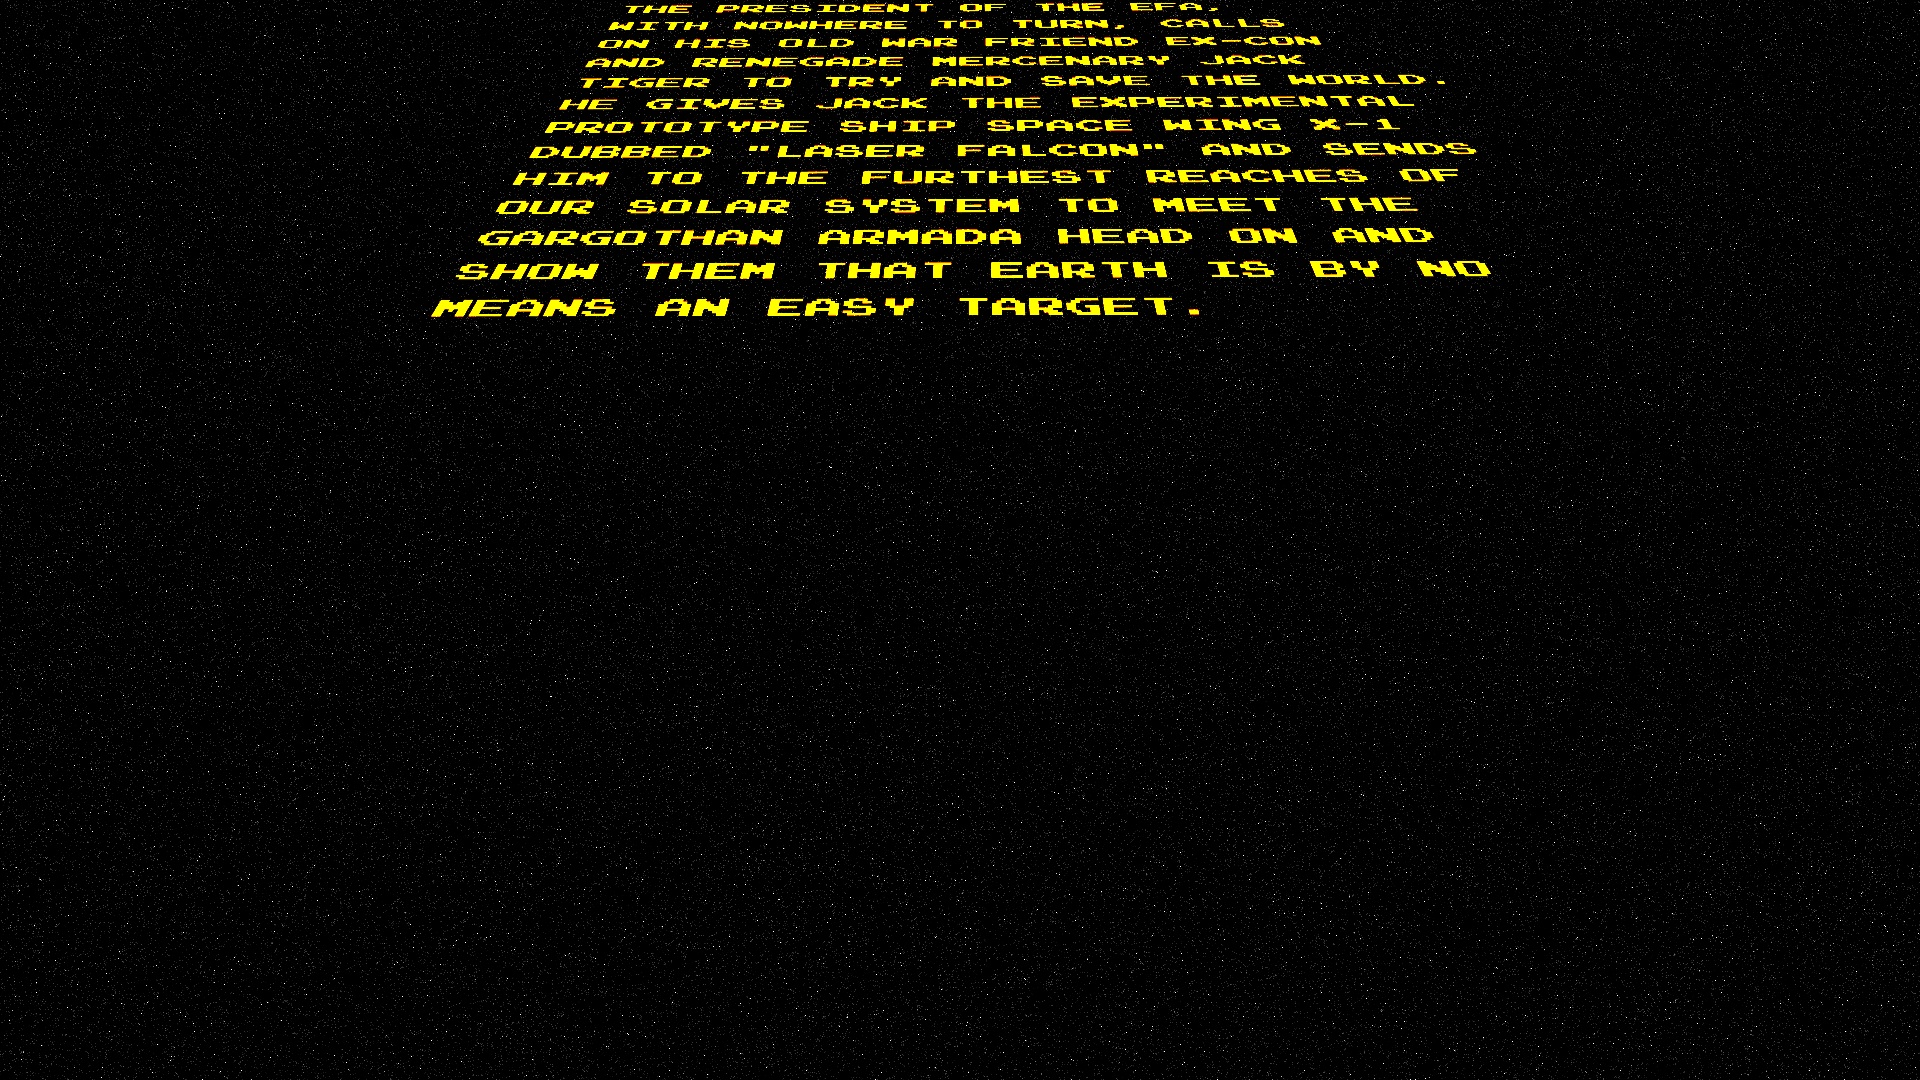 THE PRESIDENT OF THE EFA,
WITH NOWHERE TO TURN, CALLS
ON HIS OLD WAR FRIEND EX-CON
AND RENEGADE MERCENARY JACK
TIGER TO TRY AND SAVE THE WORLD.
HE GIVES JACK THE EXPERIMENTAL
PROTOTYPE SHIP SPACE WING X-1
DUBBED "LASER FALCON" AND SENDS
HIM TO THE FURTHEST REACHES OF
OUR SOLAR SYSTEM TO MEET THE
GARGOTHAN ARMADA HEAD ON AND
SHOW THEM THAT EARTH IS BY NO
MEANS AN EASY TARGET.